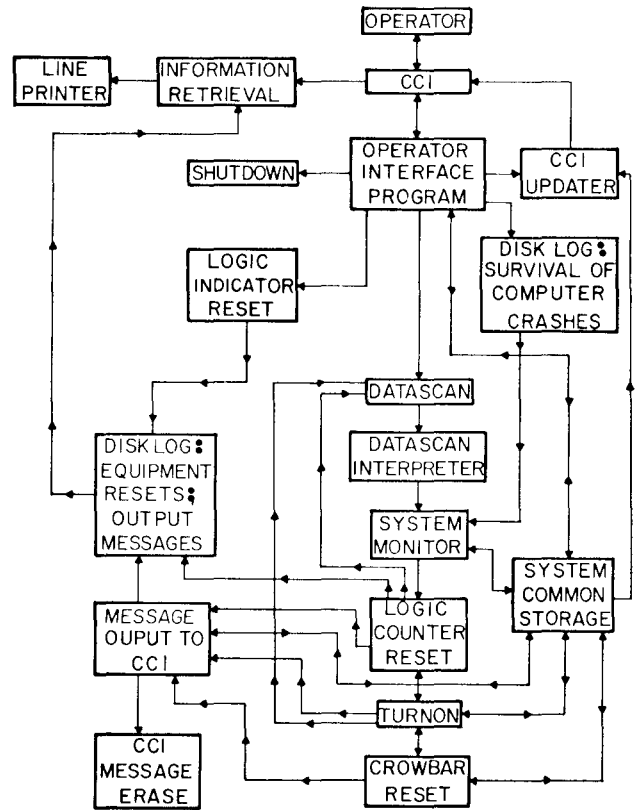 OPERATOR
LINE
PRINTER
INFORMATION
RETRIEVAL
CCI
SHUTDOWN
OPERATOR
INTERFACE
PROGRAM
CCI
UPDATER
LOGIC
INDICATOR
RESET
DISK LOG:
SURVIVAL OF
COMPUTER
CRASHES
DATASCAN
DISK LOG:
EQUIPMENT
RESETS:
OUTPUT
MESSAGES
DATASCAN
INTERPRETER
SYSTEM
MONITOR
SYSTEM
COMMON
STORAGE
MESSAGE
OUPUT TO
CCI
LOGIC
COUNTER
RESET
TURNON
CCI
MESSAGE
ERASE
CROWBAR
RESET